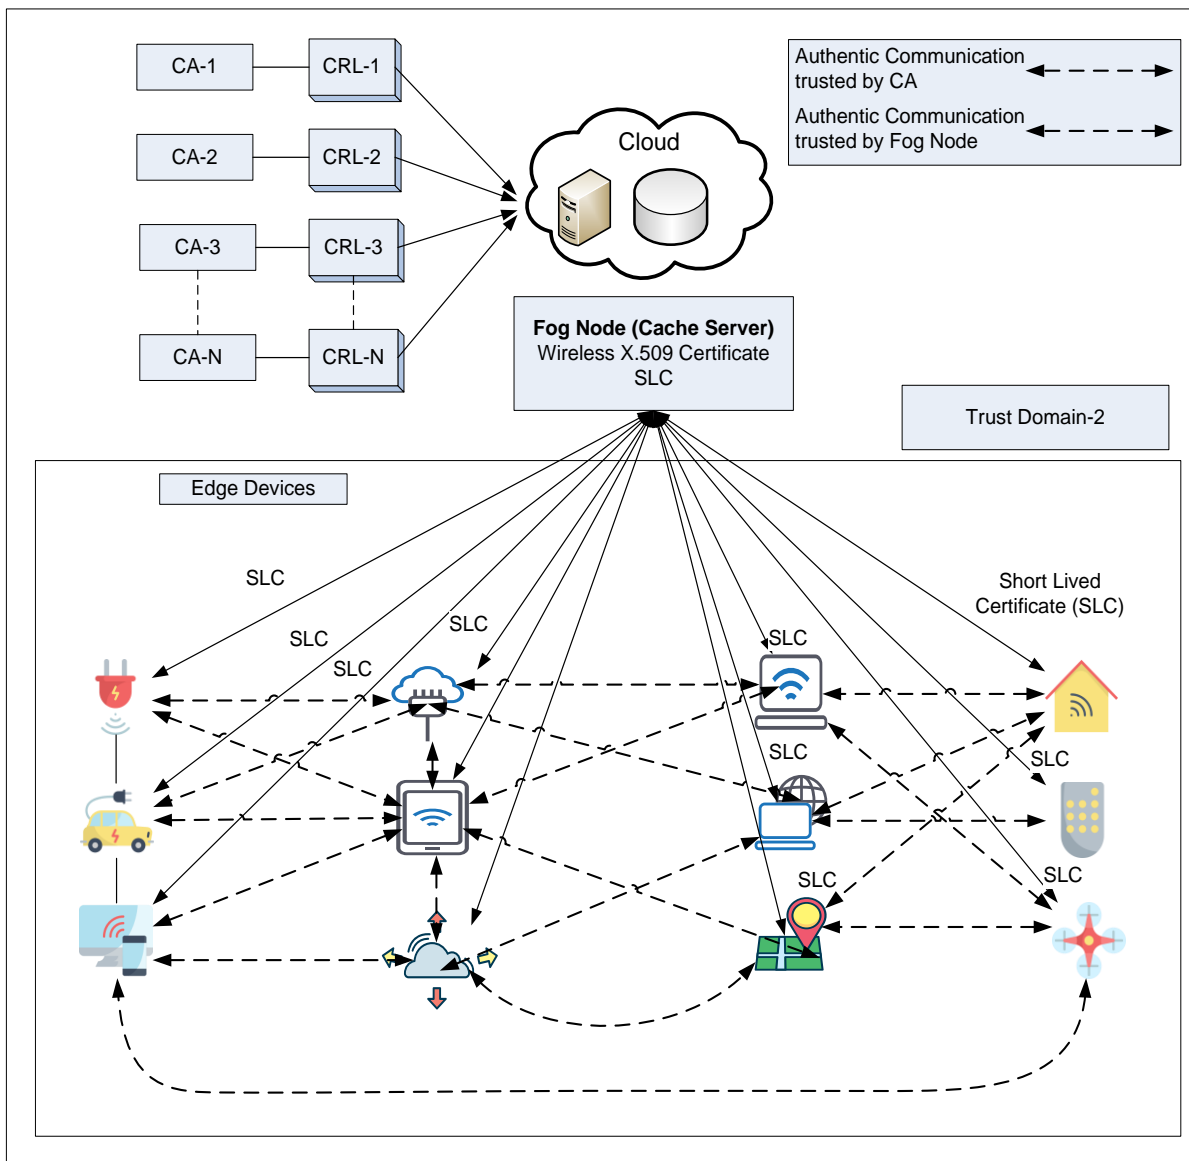 CA-1
CRL-1
CA-2
CRL-2
CA-3
CRL-3
CA-N
CRL-N
Cloud
Authentic Communication
trusted by CA
Authentic Communication
trusted by Fog Node
Fog Node (Cache Server)
Wireless X.509 Certificate
SLC
Trust Domain-2
Edge Devices
SLC
SLC
SLC
SLC
SLC
Short Lived
Certificate (SLC)
SLC
SLC
SLC
SLC